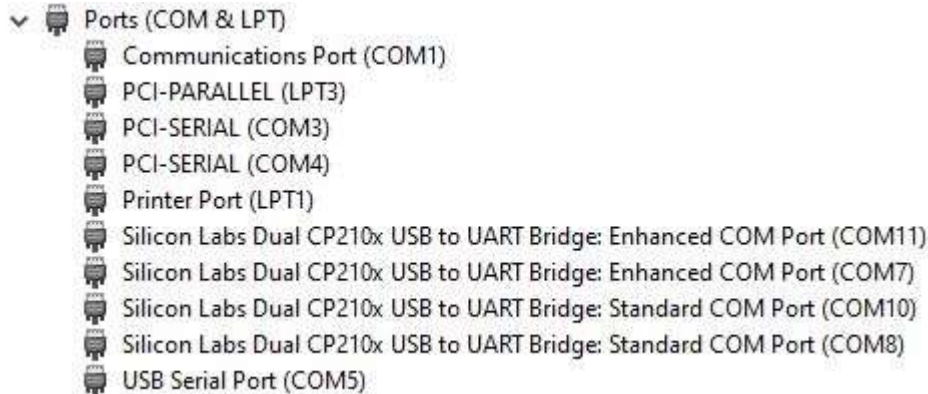 Ports (COM & LPT)
Communications Port (COM1)
PCI-PARALLEL (LPT3)
PCI-SERIAL (COM3)
PCI-SERIAL (COM4)
Printer Port (LPT1)
Silicon Labs Dual CP210x USB to UART Bridge: Enhanced COM Port (COM11)
Silicon Labs Dual CP210x USB to UART Bridge: Enhanced COM Port (COM7)
Silicon Labs Dual CP210x USB to UART Bridge: Standard COM Port (COM10)
Silicon Labs Dual CP210x USB to UART Bridge: Standard COM Port (COM8)
USB Serial Port (COM5)